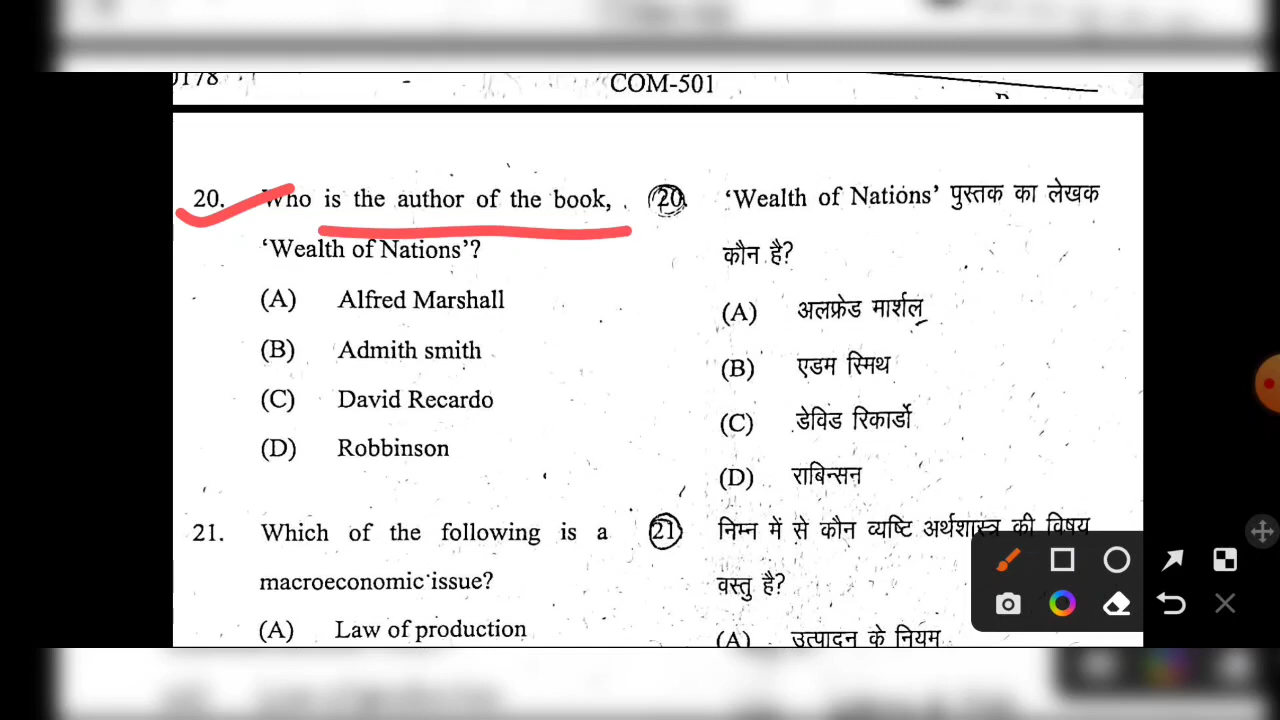 COM-501
20. Who is the author of the book,
‘Wealth of Nations’?
(A) Alfred Marshall
(B) Admith smith
(C) David Recardo
(D) Robbinson
21. Which of the following is a
macroeconomic issue?
(A) Law of production
20. ‘Wealth of Nations’ पुस्तक का लेखक
कौन है?
(A) अलफ्रेड मार्शल
(B) एडम स्मिथ
(C) डेविड रिकार्डो
(D) राबिन्सन
21 निम्न में से कौन व्यष्टि अर्थशास्त्र की विषय
वस्तु है?
(A) उत्पादन के नियम